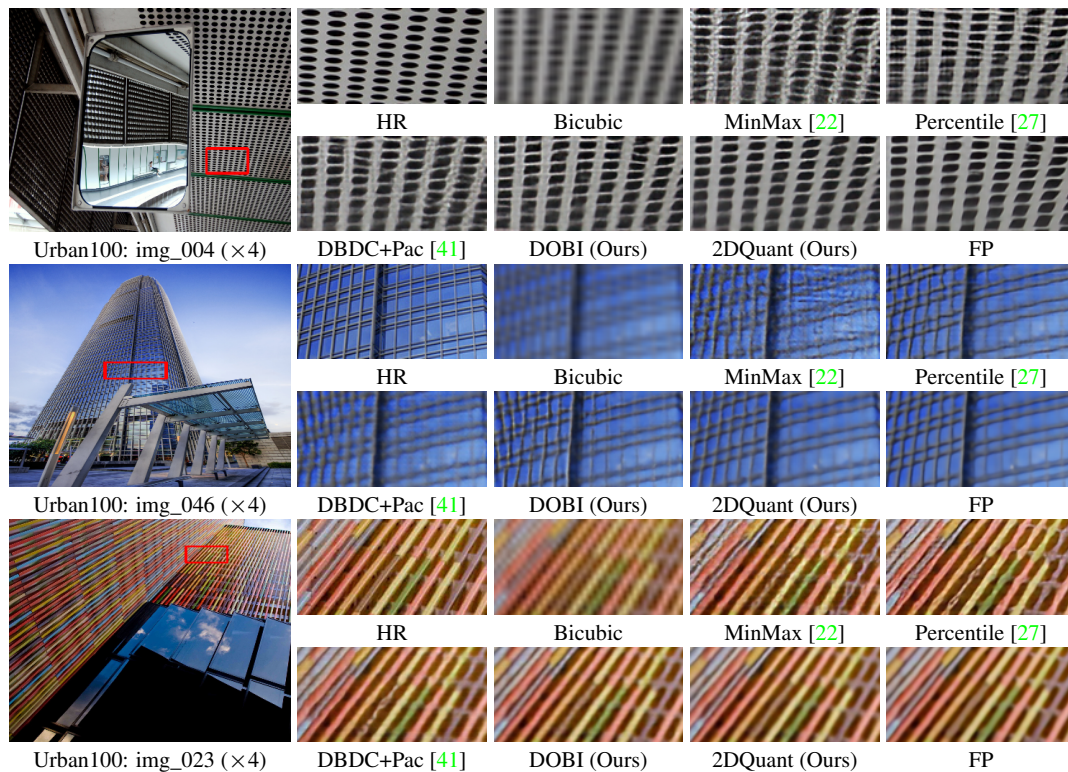 HR Bicubic MinMax [22] Percentile [27]
Urban100: img_004 (×4) DBDC+Pac [41] DOBI (Ours) 2DQuant (Ours) FP
HR Bicubic MinMax [22] Percentile [27]
Urban100: img_046 (×4) DBDC+Pac [41] DOBI (Ours) 2DQuant (Ours) FP
HR Bicubic MinMax [22] Percentile [27]
Urban100: img_023 (×4) DBDC+Pac [41] DOBI (Ours) 2DQuant (Ours) FP